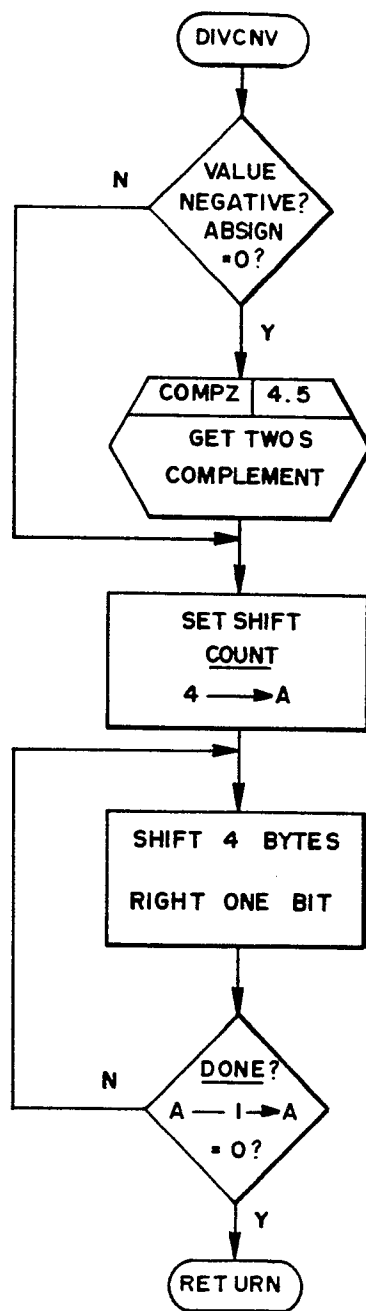 DIVCNV
VALUE
NEGATIVE?
ABSIGN
=0?
N
Y
COMPZ 4.5
GET TWOS
COMPLEMENT
SET SHIFT
COUNT
4 → A
SHIFT 4 BYTES
RIGHT ONE BIT
DONE?
A — 1 → A
= 0?
N
Y
RETURN